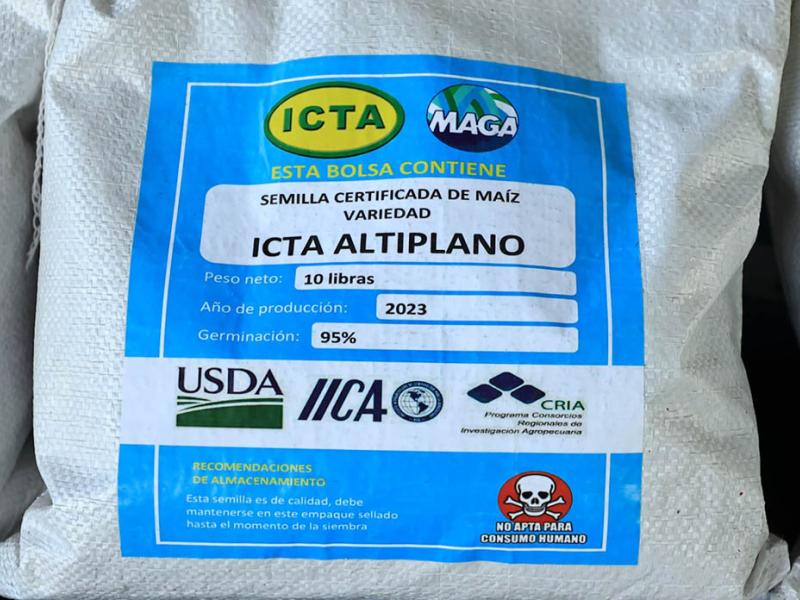 ICTA
MAGA
ESTA BOLSA CONTIENE
SEMILLA CERTIFICADA DE MAÍZ
VARIEDAD
ICTA ALTIPLANO
Peso neto: 10 libras
Año de producción: 2023
Germinación: 95%
USDA
IICA
CRIA
Programa Consorcios
Regionales de
Investigación Agropecuaria
RECOMENDACIONES
DE ALMACENAMIENTO
Esta semilla es de calidad, debe
mantenerse en este empaque sellado
hasta el momento de la siembra
NO APTA PARA
CONSUMO HUMANO